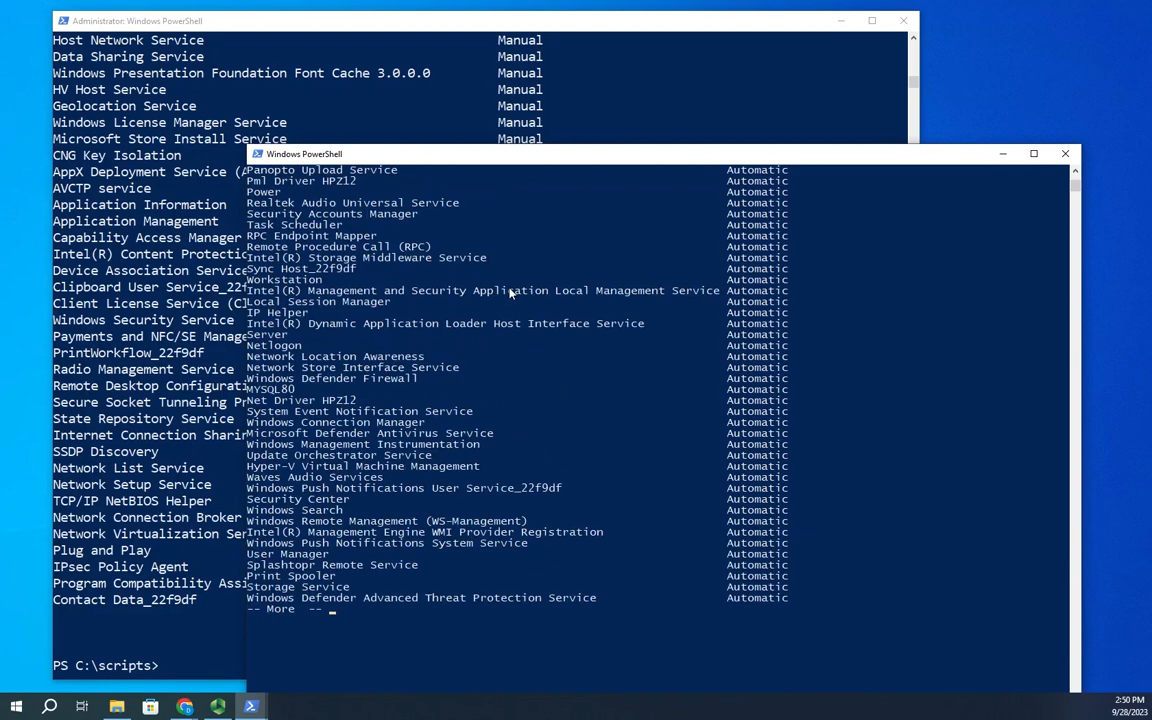 Administrator: Windows PowerShell
Host Network Service Manual
Data Sharing Service Manual
Windows Presentation Foundation Font Cache 3.0.0.0 Manual
HV Host Service Manual
Geolocation Service Manual
Windows License Manager Service Manual
Microsoft Store Install Service Manual
CNG Key Isolation
AppX Deployment Service (A
AVCTP service
Application Information
Application Management
Capability Access Manager
Intel(R) Content Protectio
Device Association Service
Clipboard User Service_22f
Client License Service (Cl
Windows Security Service
Payments and NFC/SE Manage
PrintWorkflow_22f9df
Radio Management Service
Remote Desktop Configurati
Secure Socket Tunneling Pr
State Repository Service
Internet Connection Sharin
SSDP Discovery
Network List Service
Network Setup Service
TCP/IP NetBIOS Helper
Network Connection Broker
Network Virtualization Ser
Plug and Play
IPsec Policy Agent
Program Compatibility Assi
Contact Data_22f9df
PS C:\scripts>
Windows PowerShell
Panopto Upload Service Automatic
Pml Driver HPZ12 Automatic
Power Automatic
Realtek Audio Universal Service Automatic
Security Accounts Manager Automatic
Task Scheduler Automatic
RPC Endpoint Mapper Automatic
Remote Procedure Call (RPC) Automatic
Intel(R) Storage Middleware Service Automatic
Sync Host_22f9df Automatic
Workstation Automatic
Intel(R) Management and Security Application Local Management Service Automatic
Local Session Manager Automatic
IP Helper Automatic
Intel(R) Dynamic Application Loader Host Interface Service Automatic
Server Automatic
Netlogon Automatic
Network Location Awareness Automatic
Network Store Interface Service Automatic
Windows Defender Firewall Automatic
MYSQL80 Automatic
Net Driver HPZ12 Automatic
System Event Notification Service Automatic
Windows Connection Manager Automatic
Microsoft Defender Antivirus Service Automatic
Windows Management Instrumentation Automatic
Update Orchestrator Service Automatic
Hyper-V Virtual Machine Management Automatic
Waves Audio Services Automatic
Windows Push Notifications User Service_22f9df Automatic
Security Center Automatic
Windows Search Automatic
Windows Remote Management (WS-Management) Automatic
Intel(R) Management Engine WMI Provider Registration Automatic
Windows Push Notifications System Service Automatic
User Manager Automatic
Splashtopr Remote Service Automatic
Print Spooler Automatic
Storage Service Automatic
Windows Defender Advanced Threat Protection Service Automatic
-- More --
2:50 PM
9/28/2023